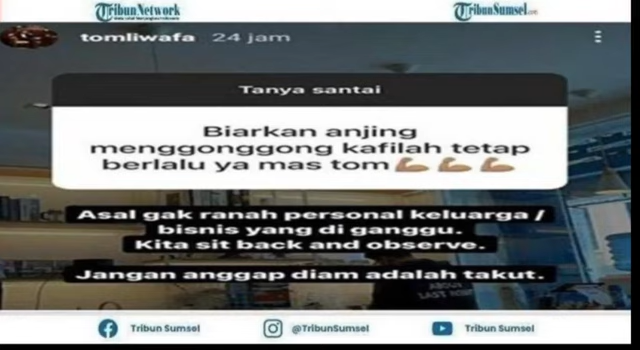 TribunNetwork
TribunSumsel.com
tomliwafa 24 jam
Tanya santai
Biarkan anjing
menggonggong kafilah tetap
berlalu ya mas tom💪🏽💪🏽💪🏽
Asal gak ranah personal keluarga /
bisnis yang di ganggu.
Kita sit back and observe.
Jangan anggap diam adalah takut.
Tribun Sumsel
@TribunSumsel
Tribun Sumsel